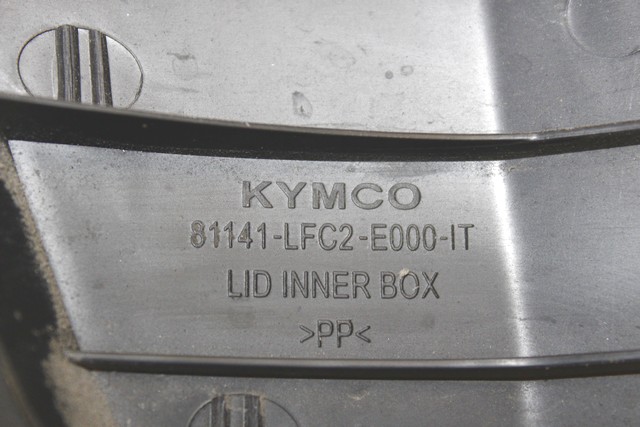 KYMCO
81141-LFC2-E000-IT
LID INNER BOX
>PP<